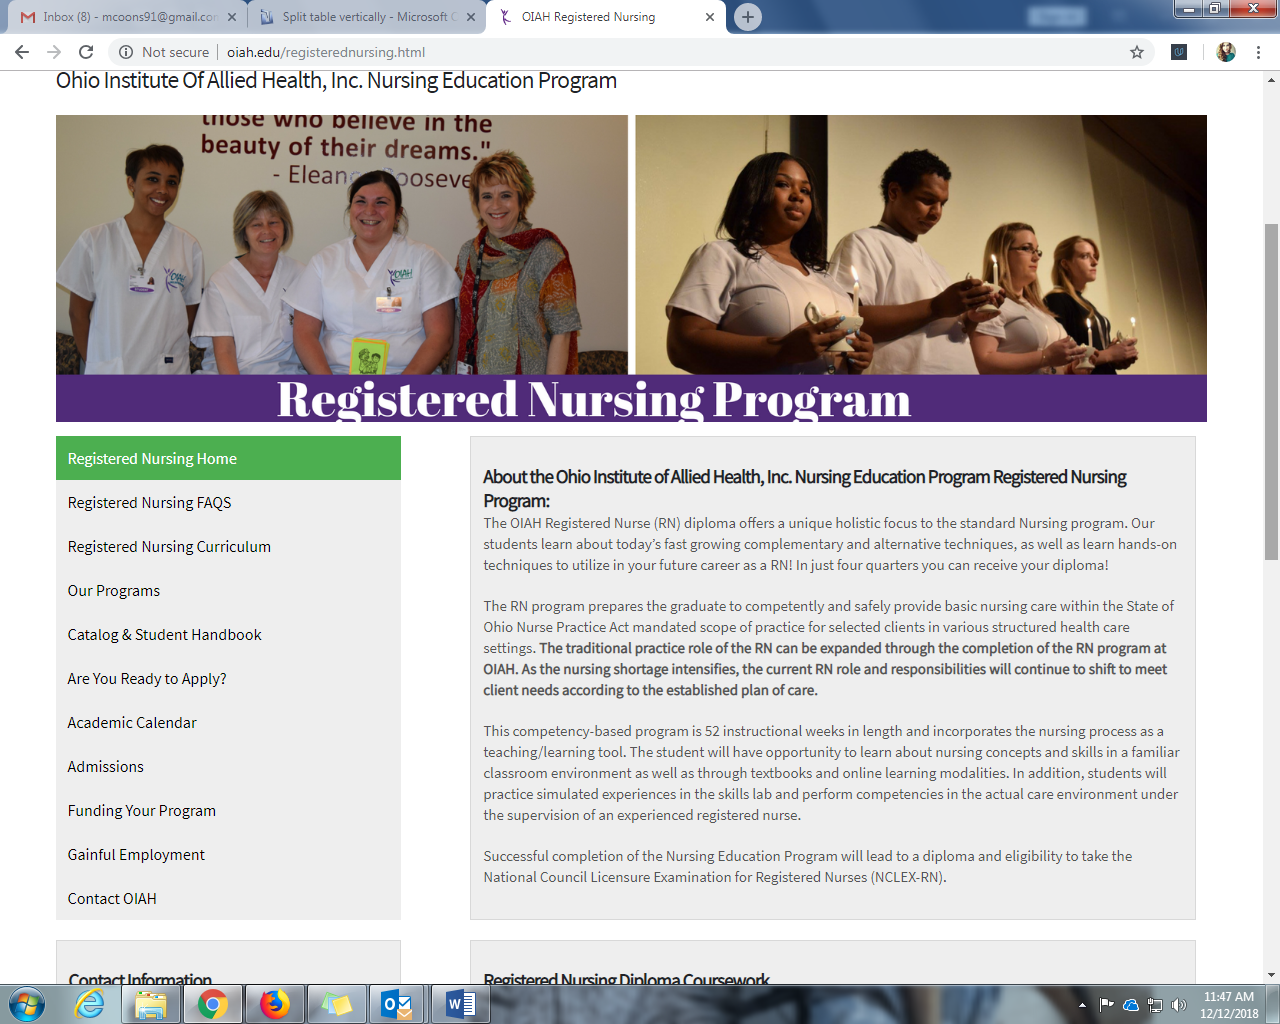 Inbox (8) - mcoons91@gmail.con
Split table vertically - Microsoft C
OIAH Registered Nursing
Not secure
oiah.edu/registerednursing.html
Ohio Institute Of Allied Health, Inc. Nursing Education Program
those who believe in the
beauty of their dreams."
- Eleanor Roosevelt
OIAH
OIAH
Registered Nursing Program
Registered Nursing Home
Registered Nursing FAQS
Registered Nursing Curriculum
Our Programs
Catalog & Student Handbook
Are You Ready to Apply?
Academic Calendar
Admissions
Funding Your Program
Gainful Employment
Contact OIAH
About the Ohio Institute of Allied Health, Inc. Nursing Education Program Registered Nursing
Program:
The OIAH Registered Nurse (RN) diploma offers a unique holistic focus to the standard Nursing program. Our
students learn about today’s fast growing complementary and alternative techniques, as well as learn hands-on
techniques to utilize in your future career as a RN! In just four quarters you can receive your diploma!
The RN program prepares the graduate to competently and safely provide basic nursing care within the State of
Ohio Nurse Practice Act mandated scope of practice for selected clients in various structured health care
settings. The traditional practice role of the RN can be expanded through the completion of the RN program at
OIAH. As the nursing shortage intensifies, the current RN role and responsibilities will continue to shift to meet
client needs according to the established plan of care.
This competency-based program is 52 instructional weeks in length and incorporates the nursing process as a
teaching/learning tool. The student will have opportunity to learn about nursing concepts and skills in a familiar
classroom environment as well as through textbooks and online learning modalities. In addition, students will
practice simulated experiences in the skills lab and perform competencies in the actual care environment under
the supervision of an experienced registered nurse.
Successful completion of the Nursing Education Program will lead to a diploma and eligibility to take the
National Council Licensure Examination for Registered Nurses (NCLEX-RN).
Contact Information
Registered Nursing Diploma Coursework
11:47 AM
12/12/2018